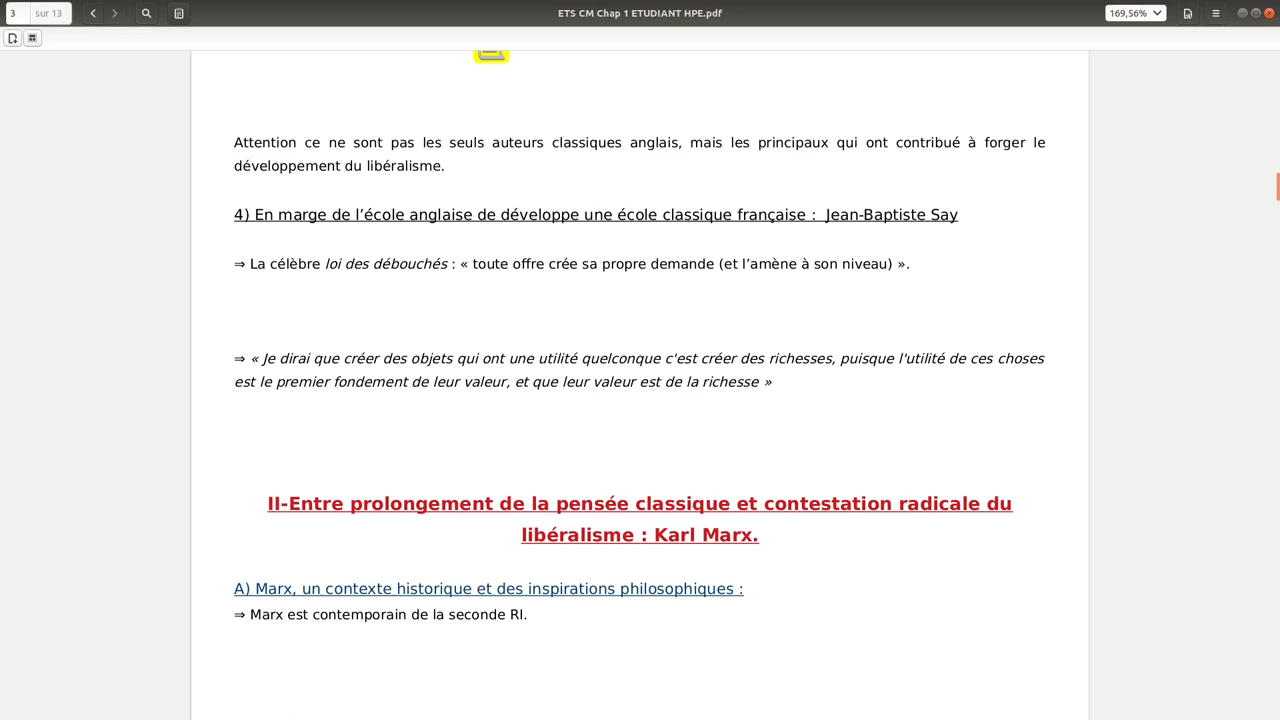 3 sur 13
ETS CM Chap 1 ETUDIANT HPE.pdf
169,56%
Attention ce ne sont pas les seuls auteurs classiques anglais, mais les principaux qui ont contribué à forger le
développement du libéralisme.
4) En marge de l’école anglaise de développe une école classique française :  Jean-Baptiste Say
⇒ La célèbre loi des débouchés : « toute offre crée sa propre demande (et l’amène à son niveau) ».
⇒ « Je dirai que créer des objets qui ont une utilité quelconque c'est créer des richesses, puisque l'utilité de ces choses
est le premier fondement de leur valeur, et que leur valeur est de la richesse »
II-Entre prolongement de la pensée classique et contestation radicale du
libéralisme : Karl Marx.
A) Marx, un contexte historique et des inspirations philosophiques :
⇒ Marx est contemporain de la seconde RI.